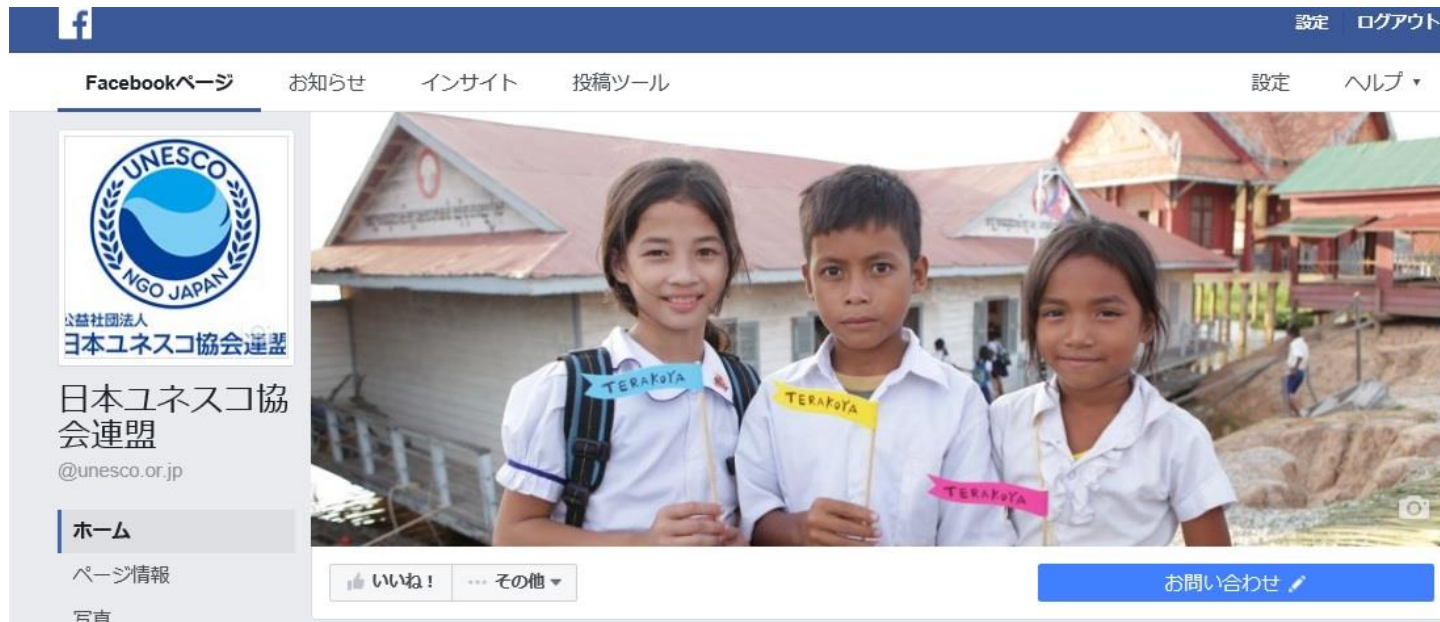 f
設定 ログアウト
Facebookページ お知らせ インサイト 投稿ツール 設定 ヘルプ
UNESCO
NGO JAPAN
公益社団法人
日本ユネスコ協会連盟
日本ユネスコ協
会連盟
@unesco.or.jp
TERAKOYA
TERAKOYA
TERAKOYA
ホーム
ページ情報
写真
いいね！ … その他
お問い合わせ